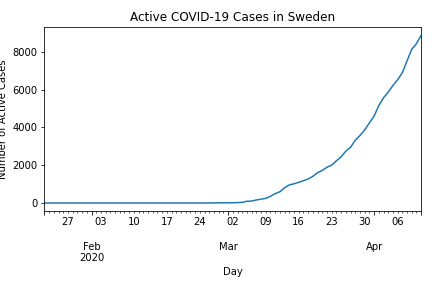 Active COVID-19 Cases in Sweden
Number of Active Cases
8000
6000
4000
2000
0
27 03 10 17 24 02 09 16 23 30 06
Feb Mar Apr
2020
Day